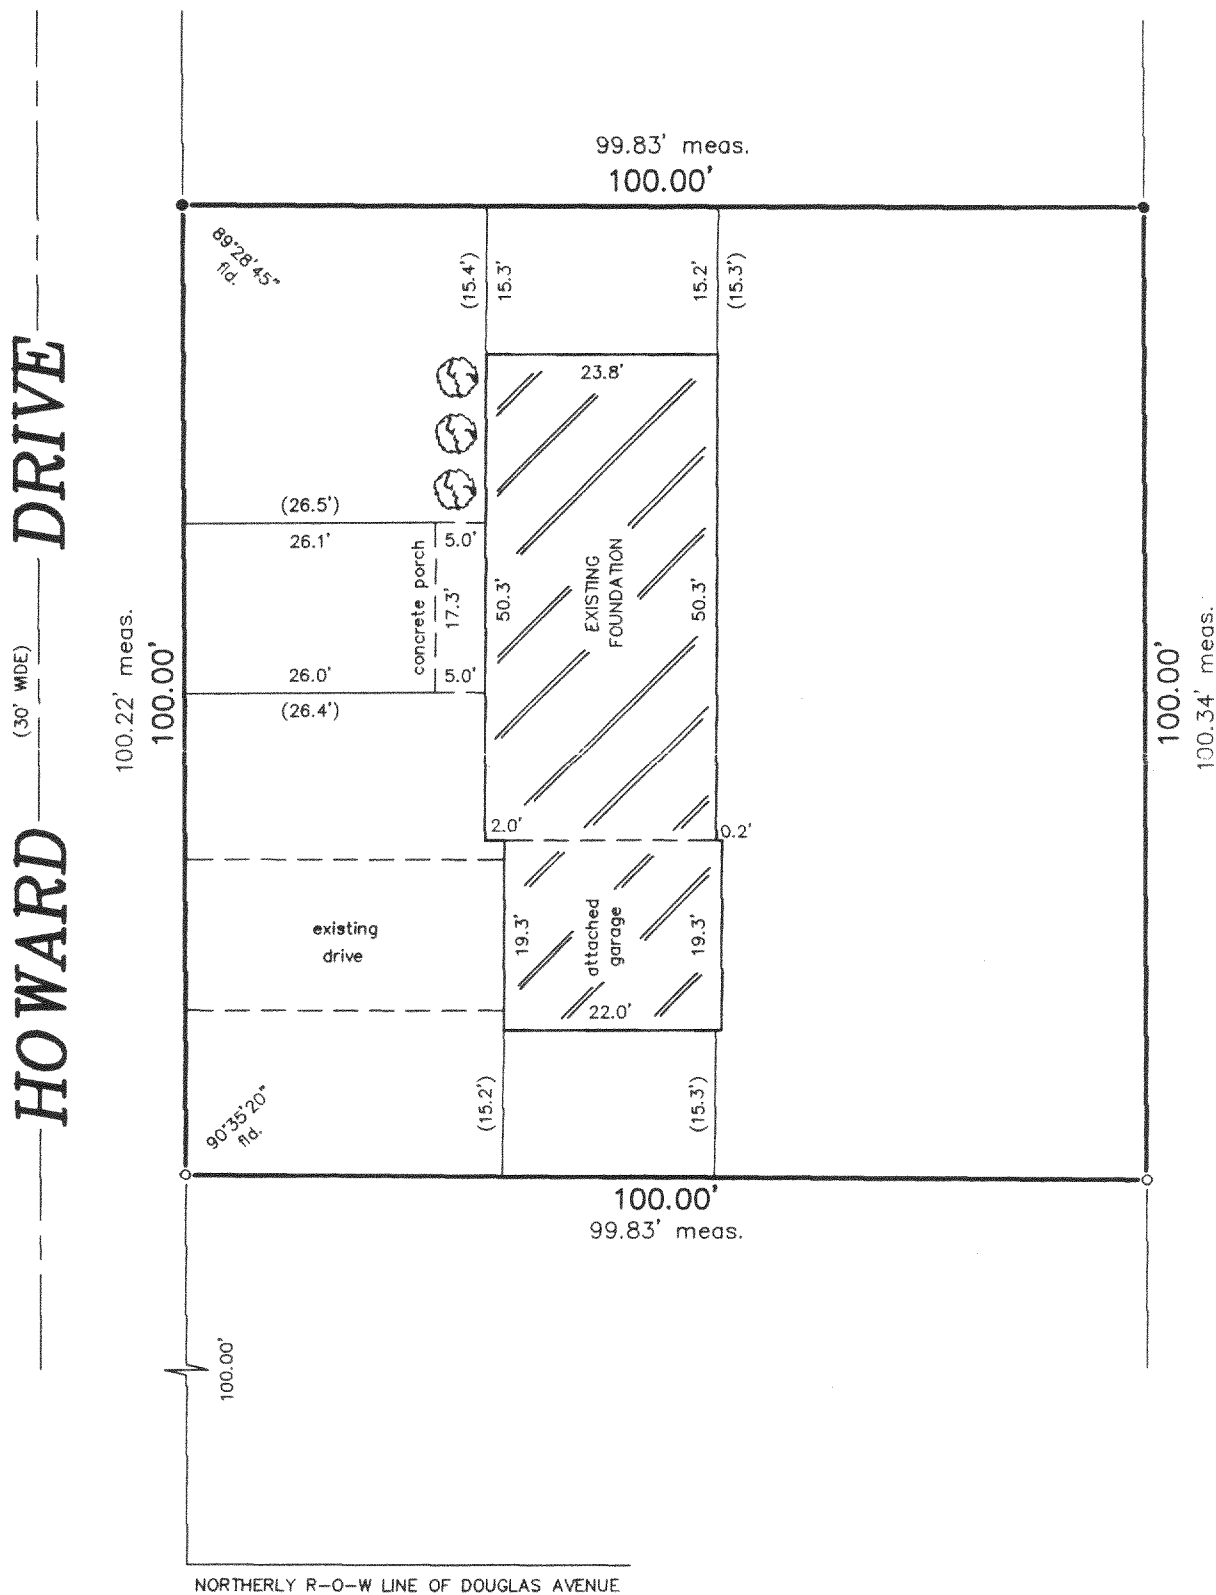 99.83' meas.
100.00'
89°28'45"
fld.
(15.4')
15.3'
15.2'
(15.3')
23.8'
HOWARD DRIVE
(30' WIDE)
100.22' meas.
100.00'
(26.5')
26.1'
5.0'
concrete porch
17.3'
50.3'
EXISTING
FOUNDATION
50.3'
26.0'
5.0'
(26.4')
100.00'
100.34' meas.
2.0'
0.2'
existing
drive
19.3'
attached
garage
19.3'
22.0'
(15.2')
(15.3')
90°35'20"
fld.
100.00'
99.83' meas.
100.00'
NORTHERLY R-O-W LINE OF DOUGLAS AVENUE